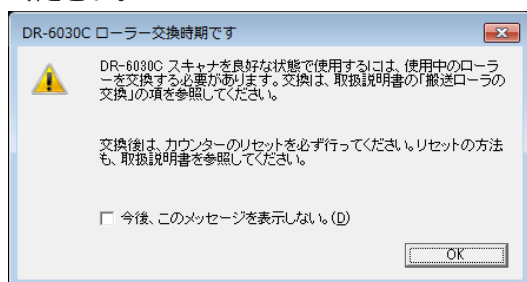 DR-6030C ローラー交換時期です
DR-6030C スキャナを良好な状態で使用するには、使用中のローラ
ーを交換する必要があります。交換は、取扱説明書の「搬送ローラの
交換」の項を参照してください。
交換後は、カウンターのリセットを必ず行ってください。リセットの方法
も、取扱説明書を参照してください。
今後、このメッセージを表示しない。(D)
OK